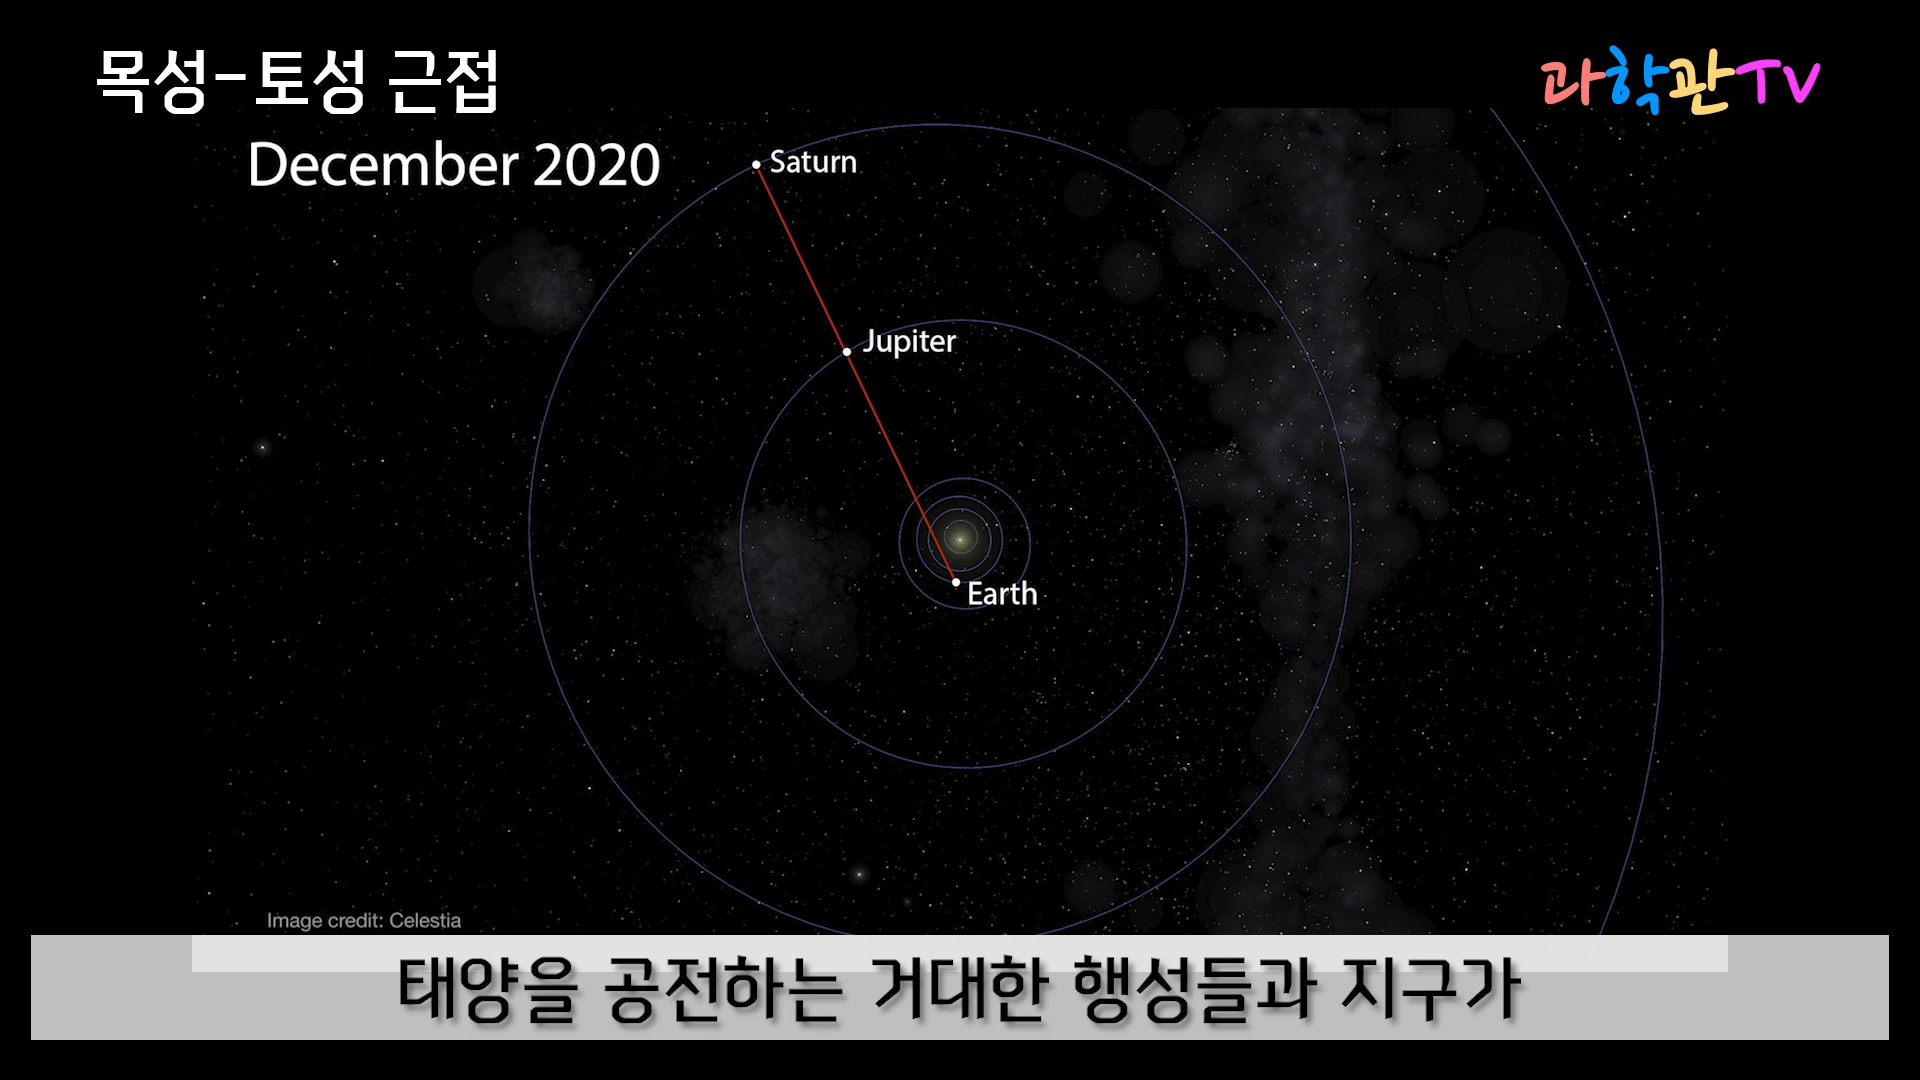 목성-토성 근접
과학관TV
December 2020
Saturn
Jupiter
Earth
Image credit: Celestia
태양을 공전하는 거대한 행성들과 지구가